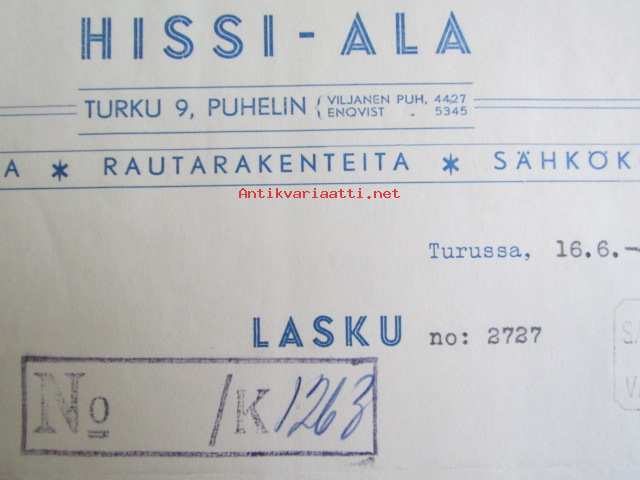 HISSI-ALA
TURKU 9, PUHELIN (VILJANEN PUH. 4427
ENQVIST „ 5345
A * RAUTARAKENTEITA * SÄHKÖK
Antikvariaatti.net
Turussa, 16.6.-
LASKU no: 2727
No /K 1263